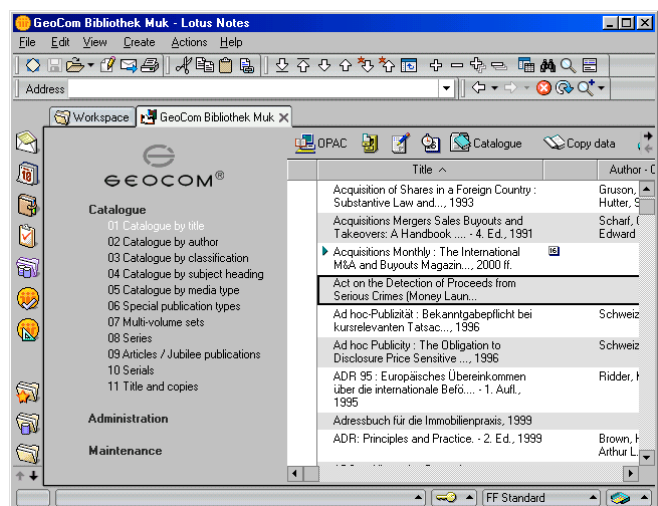 GeoCom Bibliothek Muk - Lotus Notes
File Edit View Create Actions Help
Address
Workspace GeoCom Bibliothek Muk
OPAC Catalogue Copy data
GEOCOM®
Title Author - C
Catalogue
01 Catalogue by title
02 Catalogue by author
03 Catalogue by classification
04 Catalogue by subject heading
05 Catalogue by media type
06 Special publication types
07 Multi-volume sets
08 Series
09 Articles / Jubilee publications
10 Serials
11 Title and copies
Administration
Maintenance
Acquisition of Shares in a Foreign Country : Gruson,
Substantive Law and..., 1993 Hutter, S
Acquisitions Mergers Sales Buyouts and Scharf,
Takeovers: A Handbook .... - 4. Ed., 1991 Edward
Acquisitions Monthly : The International
M&A and Buyouts Magazin..., 2000 ff.
Act on the Detection of Proceeds from
Serious Crimes (Money Laun...
Ad hoc-Publizität : Bekanntgabepflicht bei Schweiz
kursrelevanten Tatsac..., 1996
Ad hoc Publicity : The Obligation to Schweiz
Disclosure Price Sensitive ..., 1996
ADR 95 : Europäisches Übereinkommen Ridder,
über die internationale Befö.... - 1. Aufl.,
1995
Adressbuch für die Immobilienpraxis, 1999
ADR: Principles and Practice. - 2. Ed., 1999 Brown, H
Arthur L.
FF Standard